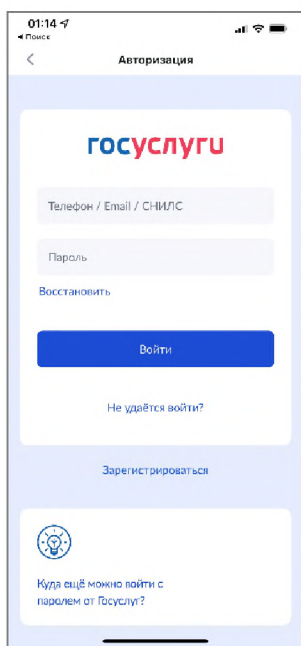 01:14
Поиск
Авторизация
госуслуги
Телефон / Email / СНИЛС
Пароль
Восстановить
Войти
Не удаётся войти?
Зарегистрироваться
Куда ещё можно войти с
паролем от Госуслуг?